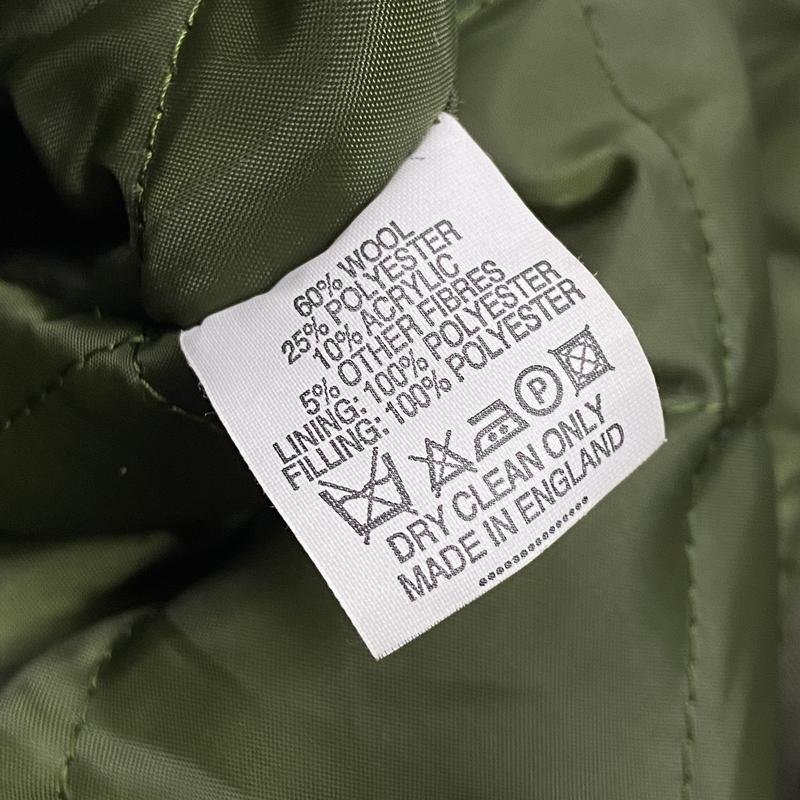 60% WOOL
25% POLYESTER
10% ACRYLIC
5% OTHER FIBRES
LINING: 100% POLYESTER
FILLING: 100% POLYESTER
P
DRY CLEAN ONLY
MADE IN ENGLAND